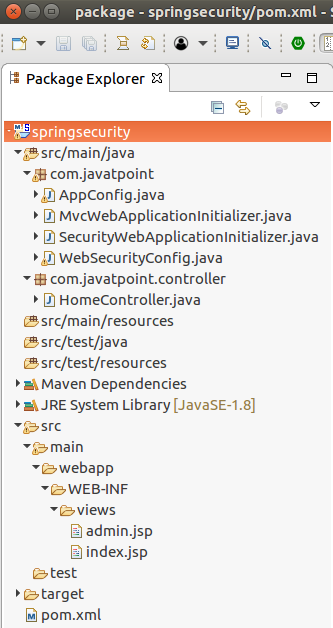 package - springsecurity/pom.xml - S
Package Explorer
springsecurity
src/main/java
com.javatpoint
AppConfig.java
MvcWebApplicationInitializer.java
SecurityWebApplicationInitializer.java
WebSecurityConfig.java
com.javatpoint.controller
HomeController.java
src/main/resources
src/test/java
src/test/resources
Maven Dependencies
JRE System Library [JavaSE-1.8]
src
main
webapp
WEB-INF
views
admin.jsp
index.jsp
test
target
pom.xml